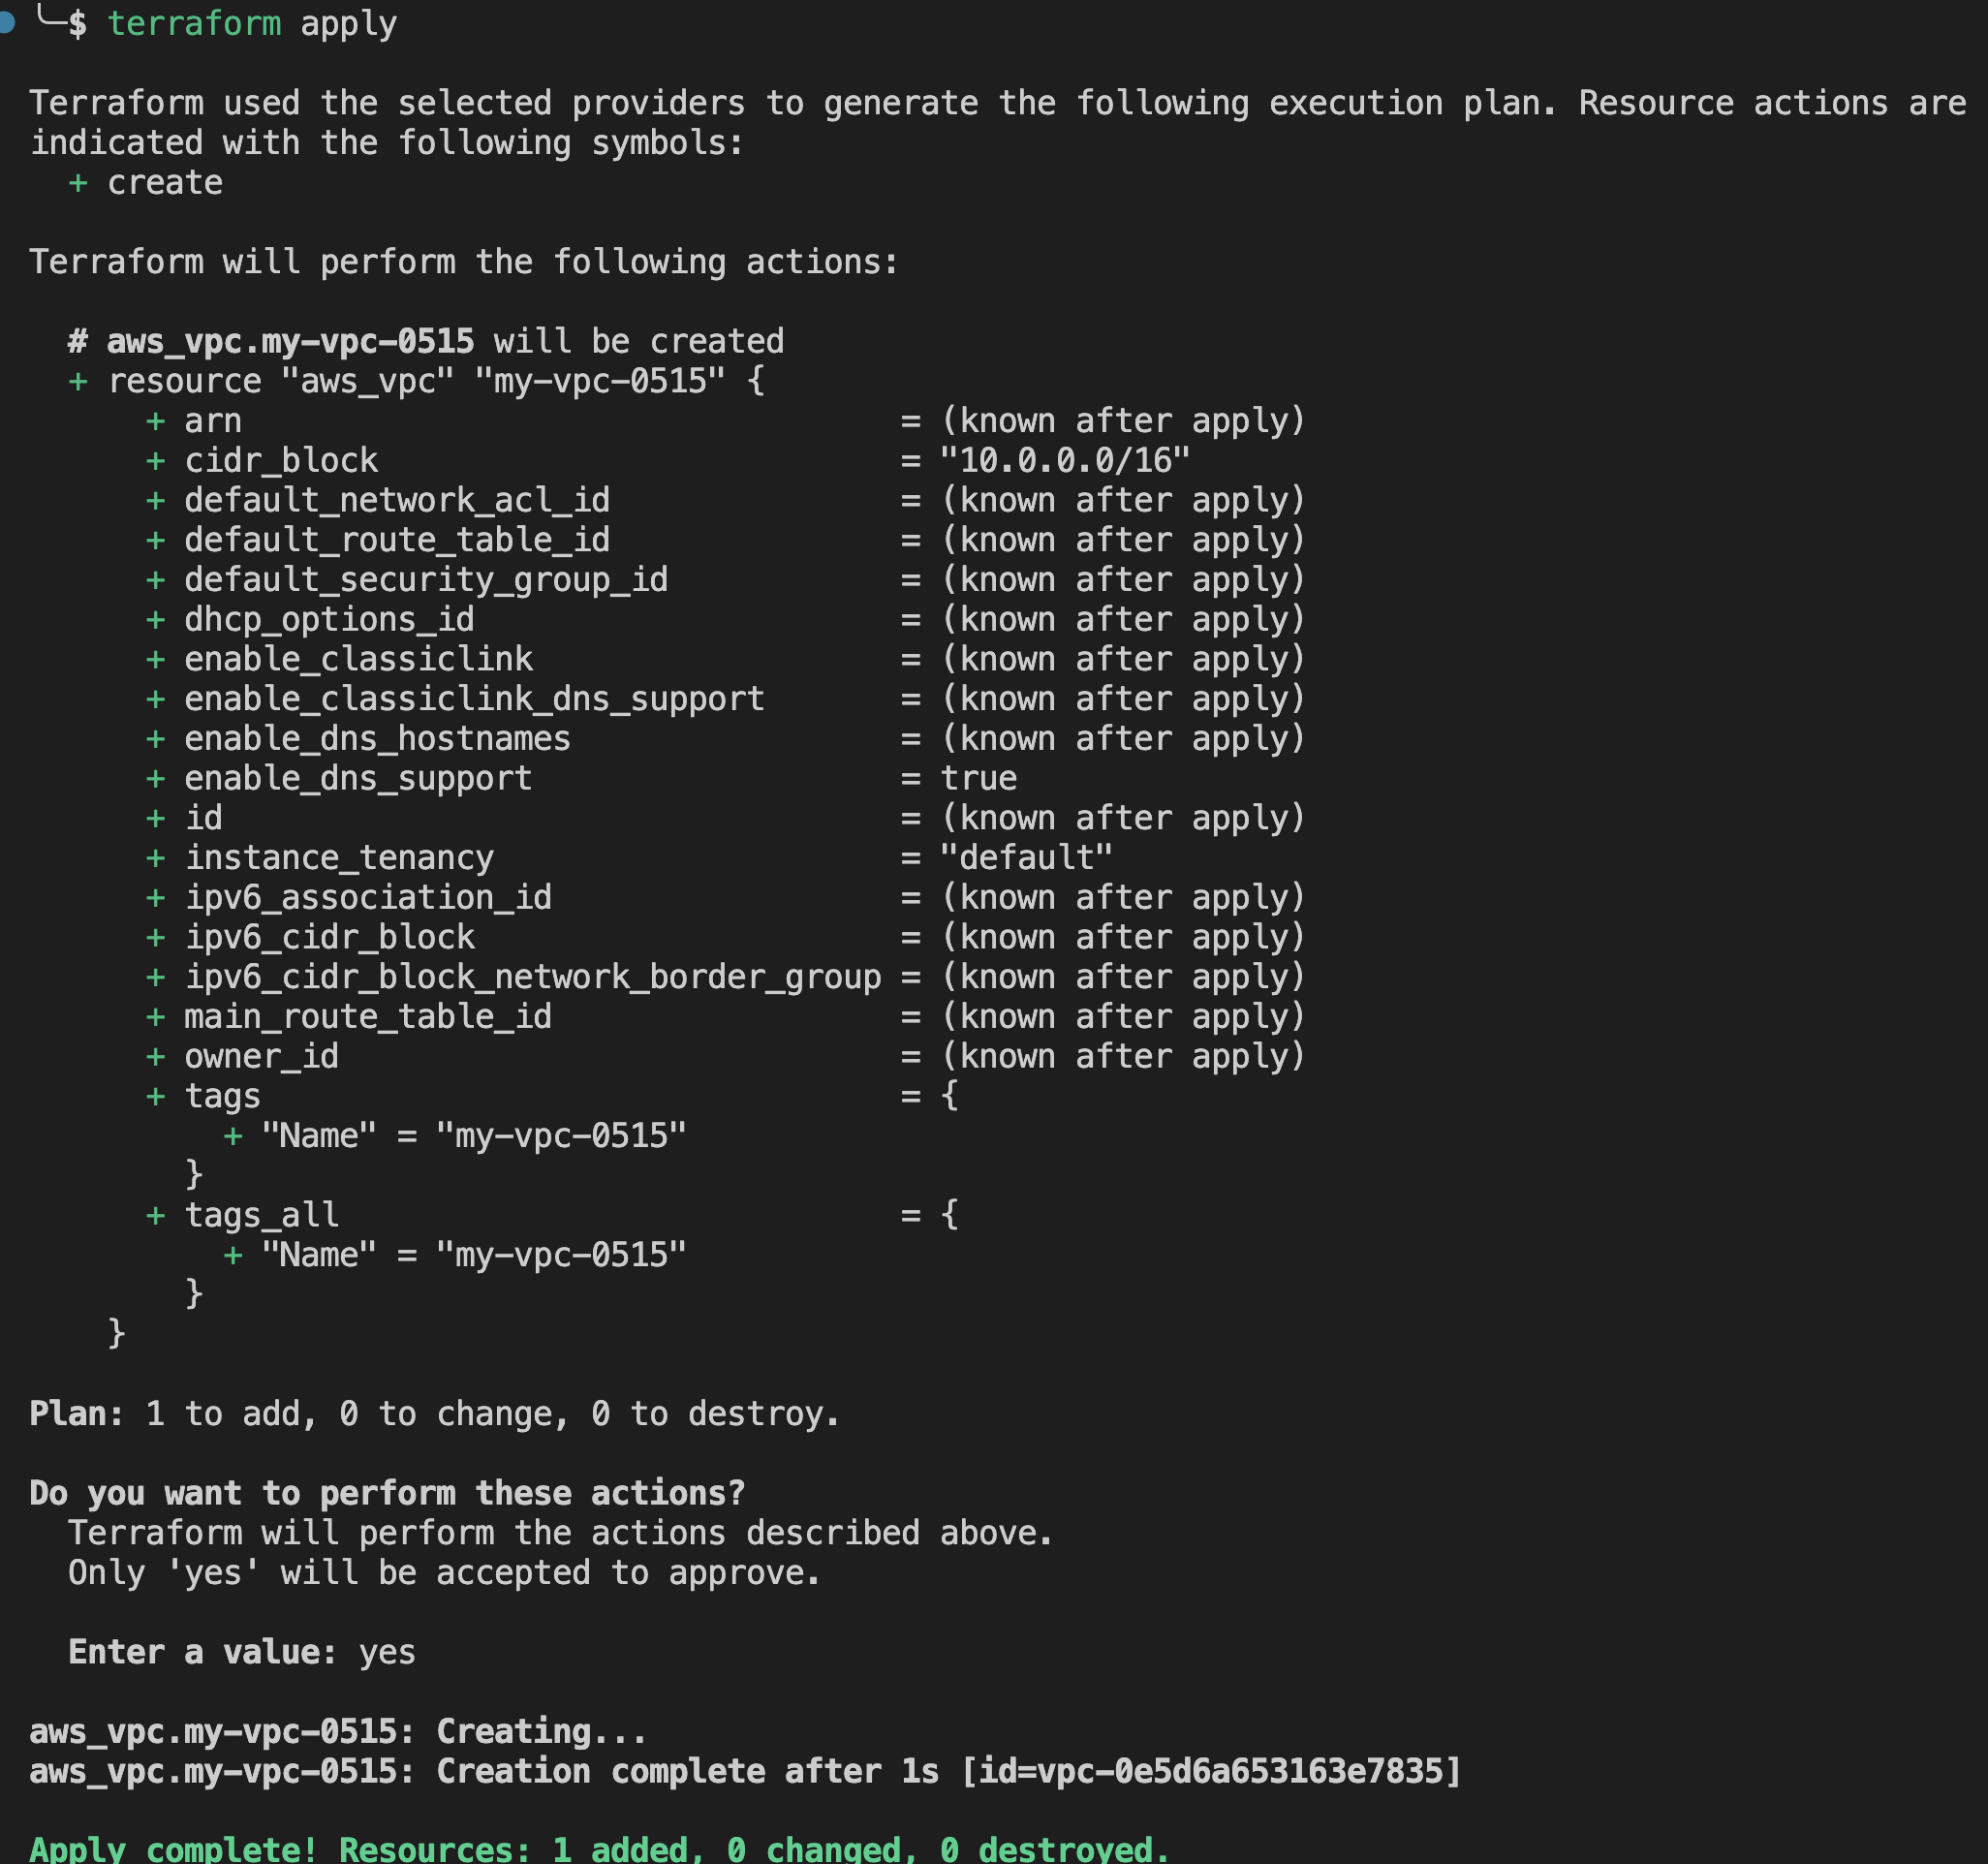 ╰─$ terraform apply
Terraform used the selected providers to generate the following execution plan. Resource actions are
indicated with the following symbols:
  + create
Terraform will perform the following actions:
  # aws_vpc.my-vpc-0515 will be created
  + resource "aws_vpc" "my-vpc-0515" {
      + arn                                  = (known after apply)
      + cidr_block                           = "10.0.0.0/16"
      + default_network_acl_id               = (known after apply)
      + default_route_table_id               = (known after apply)
      + default_security_group_id            = (known after apply)
      + dhcp_options_id                      = (known after apply)
      + enable_classiclink                   = (known after apply)
      + enable_classiclink_dns_support       = (known after apply)
      + enable_dns_hostnames                 = (known after apply)
      + enable_dns_support                   = true
      + id                                   = (known after apply)
      + instance_tenancy                     = "default"
      + ipv6_association_id                  = (known after apply)
      + ipv6_cidr_block                      = (known after apply)
      + ipv6_cidr_block_network_border_group = (known after apply)
      + main_route_table_id                  = (known after apply)
      + owner_id                             = (known after apply)
      + tags                                 = {
          + "Name" = "my-vpc-0515"
        }
      + tags_all                             = {
          + "Name" = "my-vpc-0515"
        }
    }
Plan: 1 to add, 0 to change, 0 to destroy.
Do you want to perform these actions?
  Terraform will perform the actions described above.
  Only 'yes' will be accepted to approve.
  Enter a value: yes
aws_vpc.my-vpc-0515: Creating...
aws_vpc.my-vpc-0515: Creation complete after 1s [id=vpc-0e5d6a653163e7835]
Apply complete! Resources: 1 added, 0 changed, 0 destroyed.